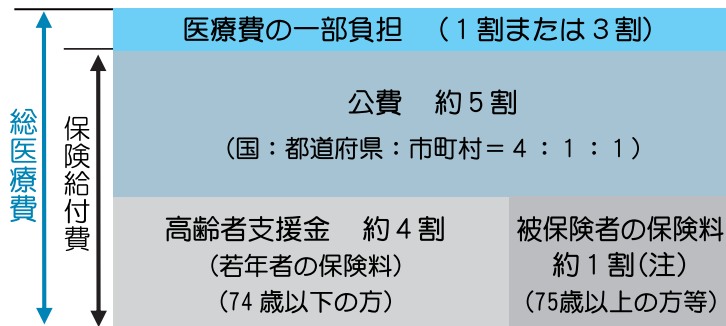 医療費の一部負担　（１割または３割）
公費　約５割
（国：都道府県：市町村＝４：１：１）
高齢者支援金　約４割
（若年者の保険料）
（74歳以下の方）
被保険者の保険料
約１割（注）
（75歳以上の方等）
総医療費
保険給付費